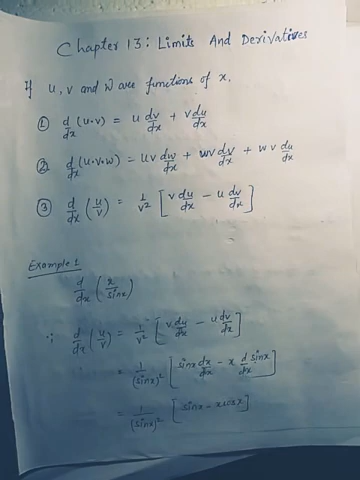 Chapter 13: Limits And Derivatives
If u, v and w are functions of x.
① d/dx (u.v) = u dv/dx + v du/dx
② d/dx (u.v.w) = uv dw/dx + uw dv/dx + wv du/dx
③ d/dx (u/v) = 1/v² [v du/dx - u dv/dx]
Example 1
d/dx (x/sinx)
∵ d/dx (u/v) = 1/v² [v du/dx - u dv/dx]
= 1/(sinx)² [sinx dx/dx - x d/dx sinx]
= 1/(sinx)² [sinx - xcosx]